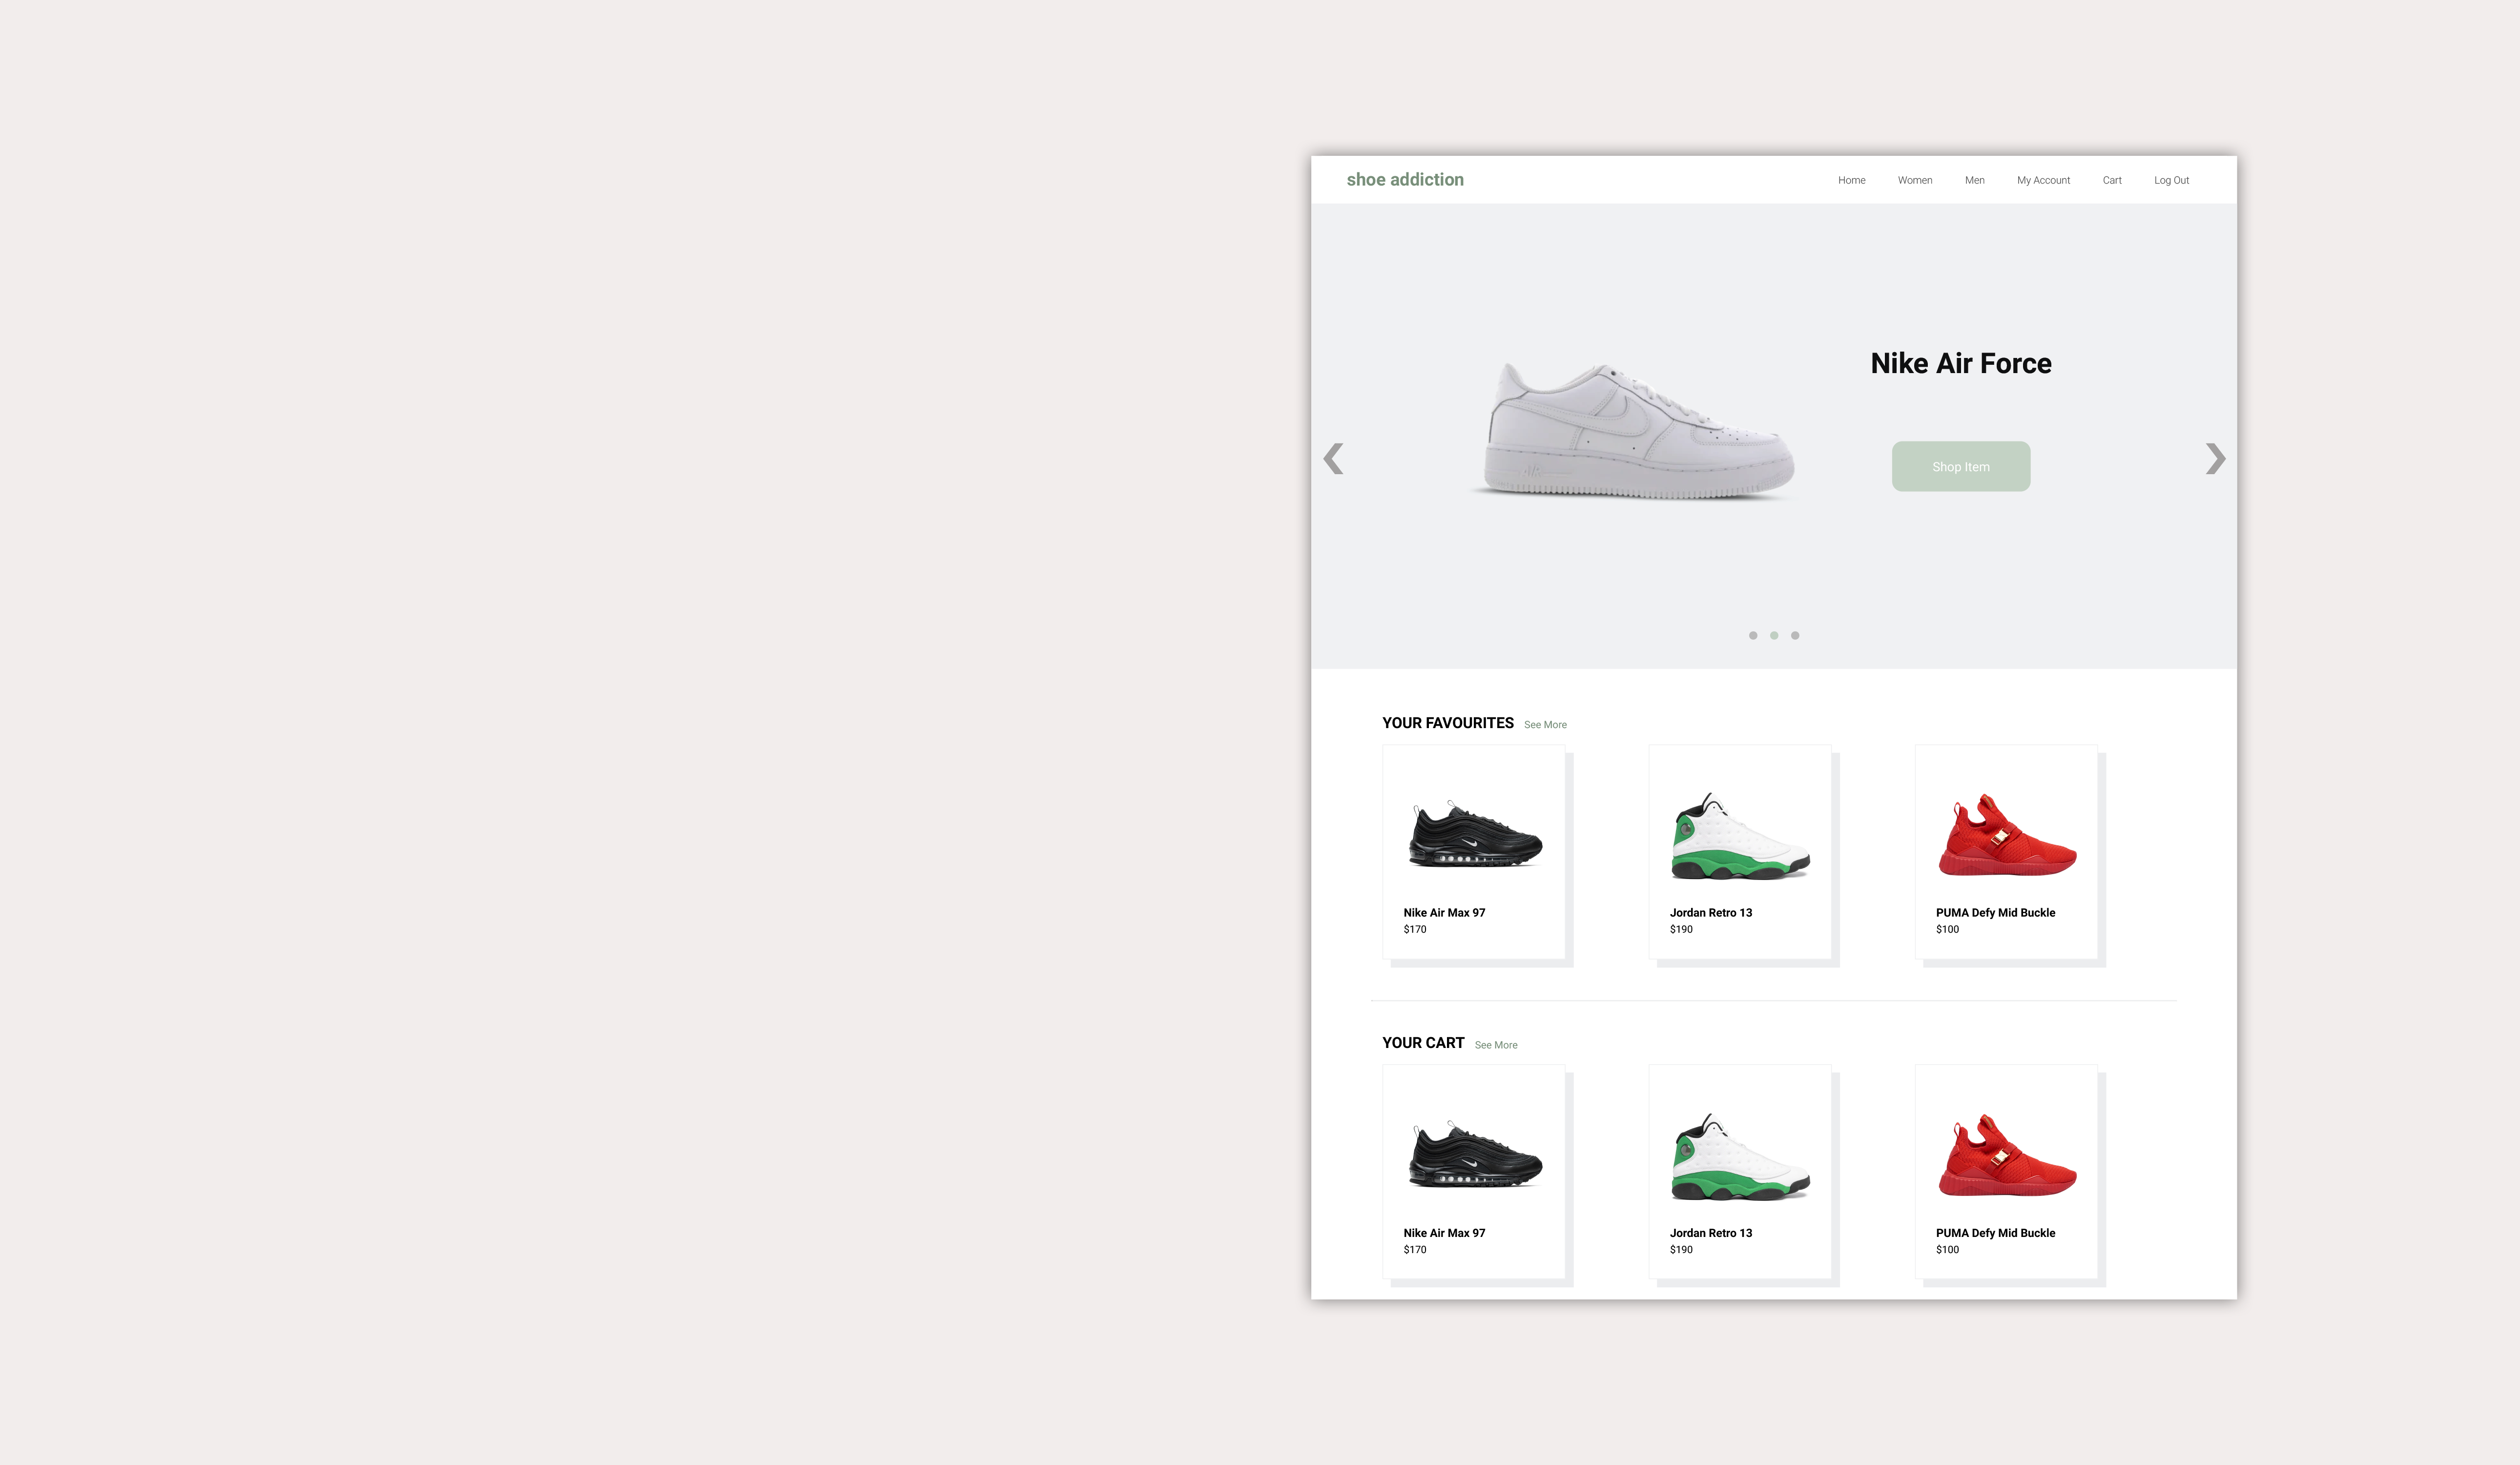 shoe addiction
Home Women Men My Account Cart Log Out
Nike Air Force
Air
Shop Item
YOUR FAVOURITES See More
Nike Air Max 97
$170
Jordan Retro 13
$190
PUMA Defy Mid Buckle
$100
YOUR CART See More
Nike Air Max 97
$170
Jordan Retro 13
$190
PUMA Defy Mid Buckle
$100